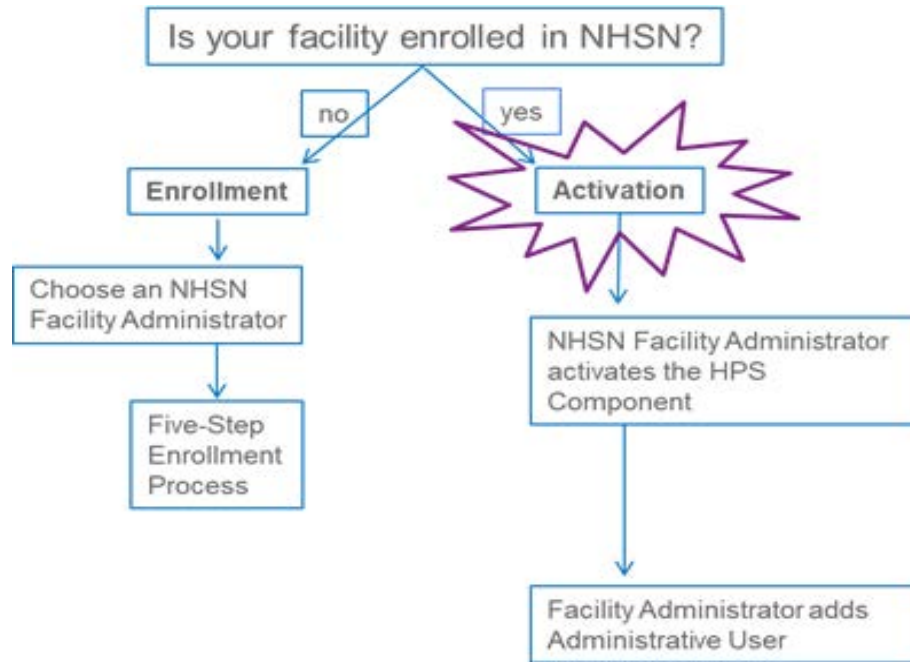 Is your facility enrolled in NHSN?
no
yes
Enrollment
Activation
Choose an NHSN
Facility Administrator
NHSN Facility Administrator
activates the HPS
Component
Five-Step
Enrollment
Process
Facility Administrator adds
Administrative User